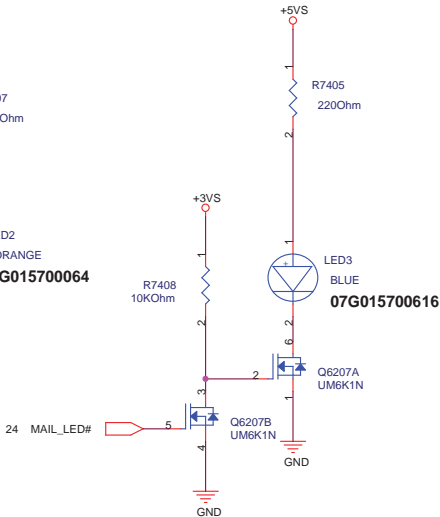 +5VS
1
R7405
220Ohm
2
+3VS
1
R7408
10KOhm
2
1
LED3
+
BLUE
07G015700616
2
6
2
Q6207A
UM6K1N
1
GND
3
24 MAIL_LED#
5
Q6207B
UM6K1N
4
GND
G015700064